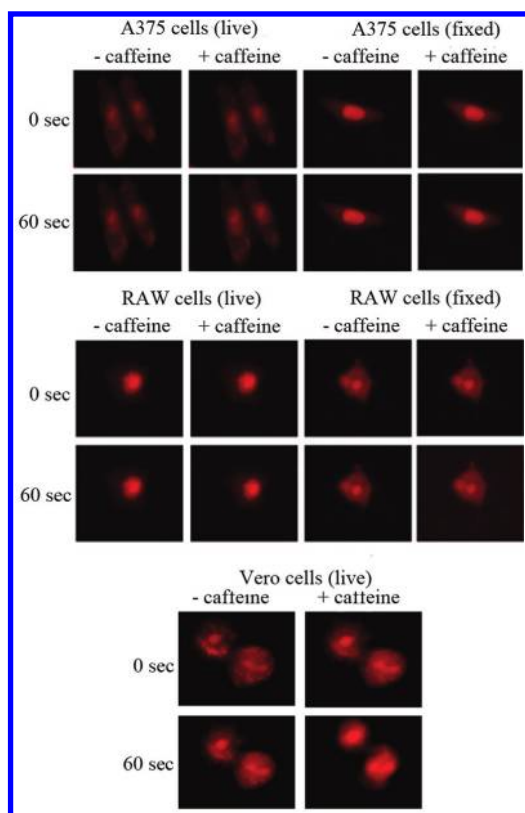 A375 cells (live) A375 cells (fixed)
- caffeine + caffeine - caffeine + caffeine
0 sec
60 sec
RAW cells (live) RAW cells (fixed)
- caffeine + caffeine - caffeine + caffeine
0 sec
60 sec
Vero cells (live)
- caffeine + caffeine
0 sec
60 sec